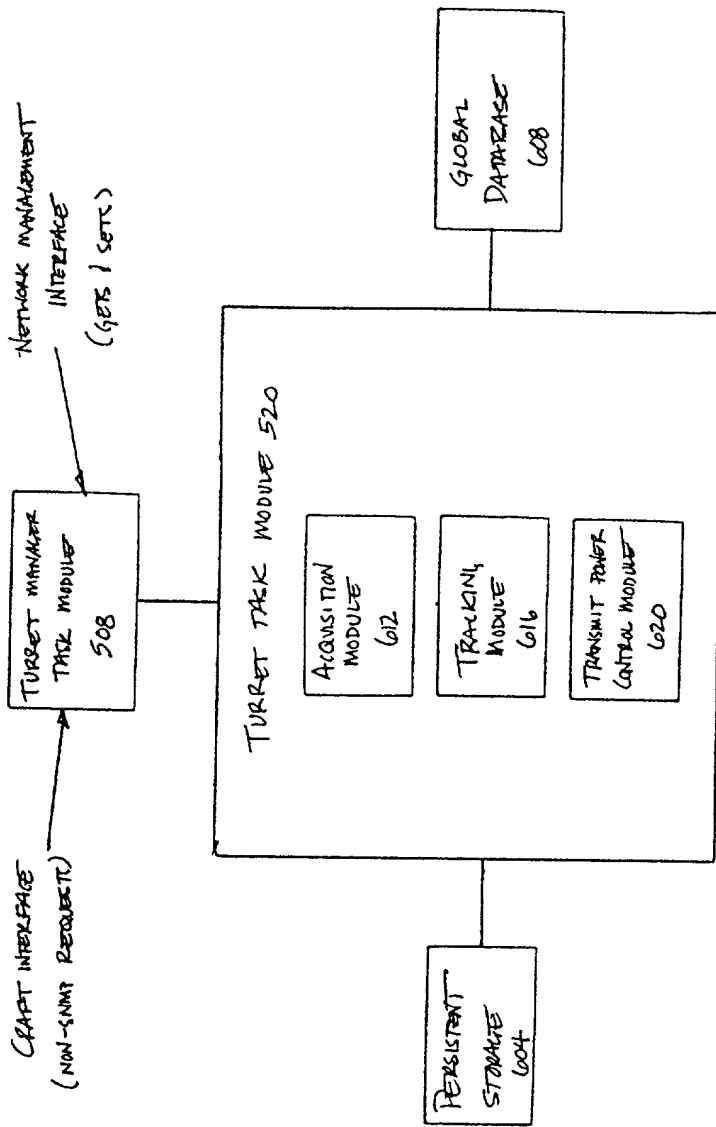 CRAFT INTERFACE
(NON-SNMP REQUESTS)
TURRET MANAGER
TASK MODULE
508
NETWORK MANAGEMENT
INTERFACE
(GETS / SETS)
TURRET TASK MODULE 520
ACQUISITION
MODULE
612
TRACKING
MODULE
616
TRANSMIT POWER
CONTROL MODULE
620
PERSISTENT
STORAGE
604
GLOBAL
DATABASE
608